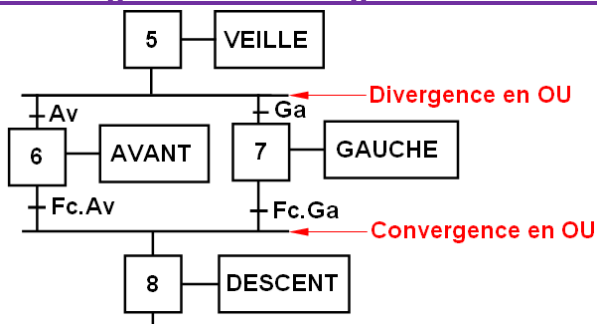 5 VEILLE
Divergence en OU
Av Ga
6 AVANT 7 GAUCHE
Fc.Av Fc.Ga
Convergence en OU
8 DESCENT